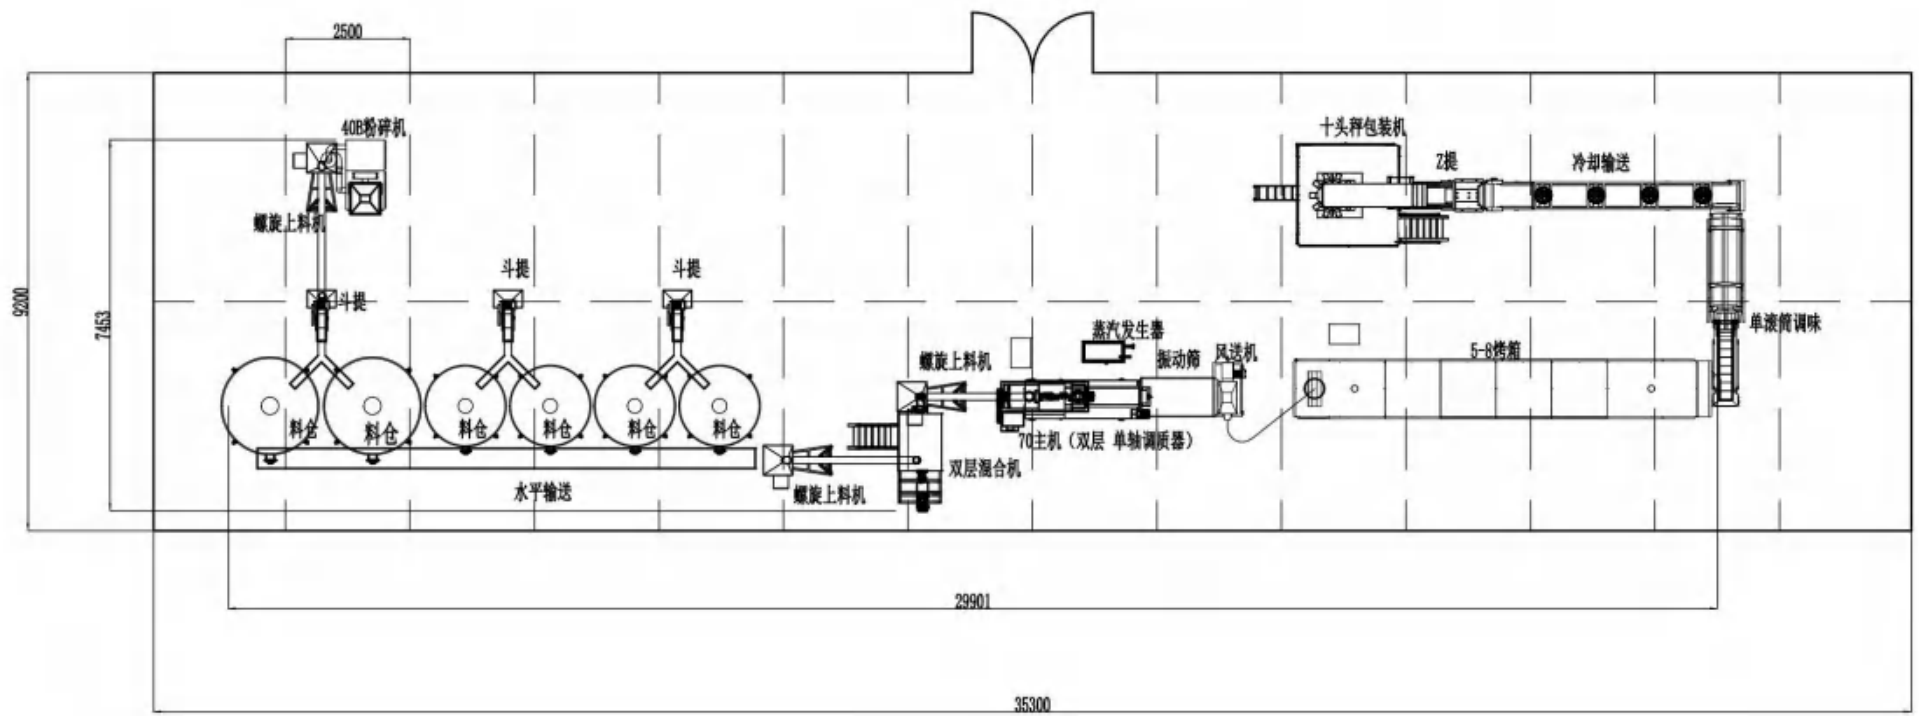 2500
40B粉碎机
十头秤包装机
Z提
冷却输送
螺旋上料机
斗提
斗提
斗提
9200
7453
蒸汽发生器
单滚筒调味
螺旋上料机
振动筛
风送机
5-8烤箱
料仓
料仓
料仓
料仓
料仓
料仓
70主机（双层 单轴调质器）
双层混合机
水平输送
螺旋上料机
29901
35300